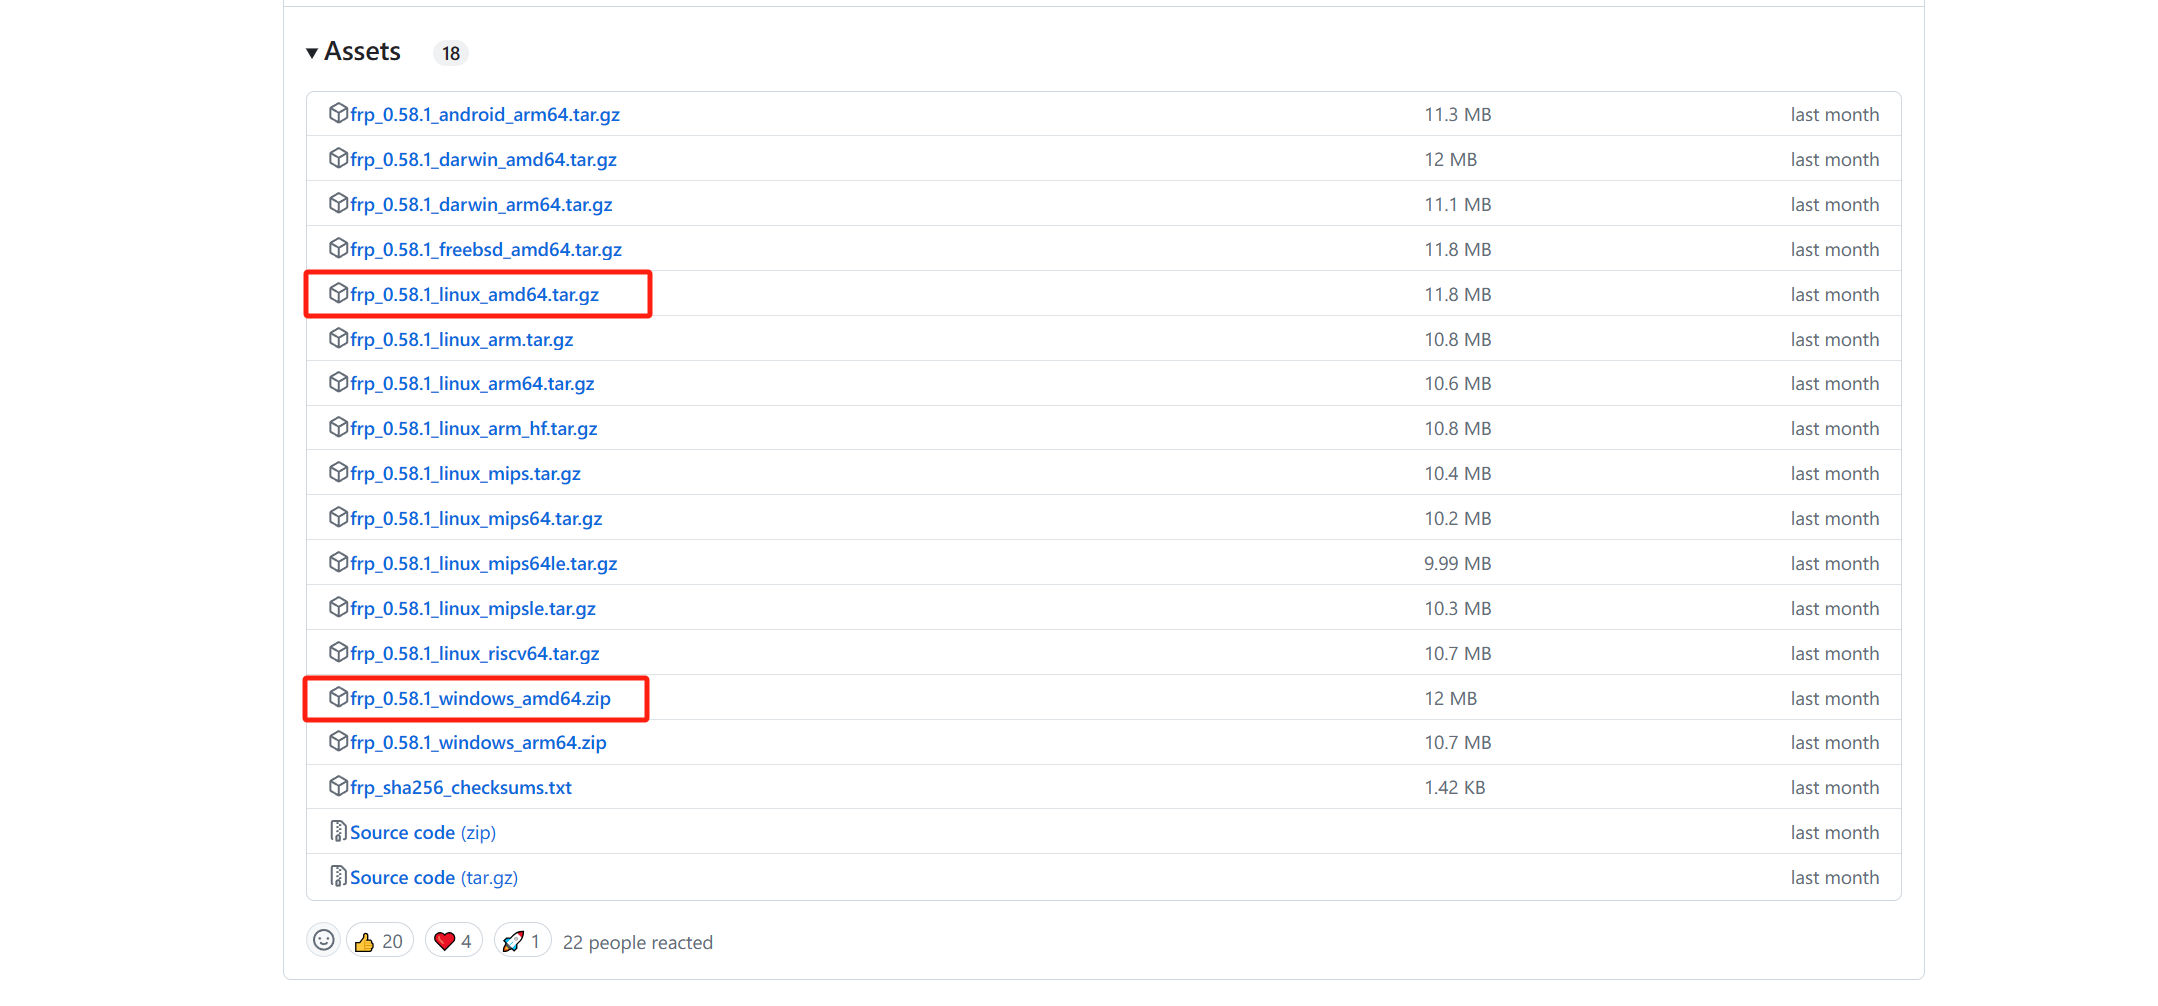 Assets 18
frp_0.58.1_android_arm64.tar.gz 11.3 MB last month
frp_0.58.1_darwin_amd64.tar.gz 12 MB last month
frp_0.58.1_darwin_arm64.tar.gz 11.1 MB last month
frp_0.58.1_freebsd_amd64.tar.gz 11.8 MB last month
frp_0.58.1_linux_amd64.tar.gz 11.8 MB last month
frp_0.58.1_linux_arm.tar.gz 10.8 MB last month
frp_0.58.1_linux_arm64.tar.gz 10.6 MB last month
frp_0.58.1_linux_arm_hf.tar.gz 10.8 MB last month
frp_0.58.1_linux_mips.tar.gz 10.4 MB last month
frp_0.58.1_linux_mips64.tar.gz 10.2 MB last month
frp_0.58.1_linux_mips64le.tar.gz 9.99 MB last month
frp_0.58.1_linux_mipsle.tar.gz 10.3 MB last month
frp_0.58.1_linux_riscv64.tar.gz 10.7 MB last month
frp_0.58.1_windows_amd64.zip 12 MB last month
frp_0.58.1_windows_arm64.zip 10.7 MB last month
frp_sha256_checksums.txt 1.42 KB last month
Source code (zip) last month
Source code (tar.gz) last month
20 4 1 22 people reacted